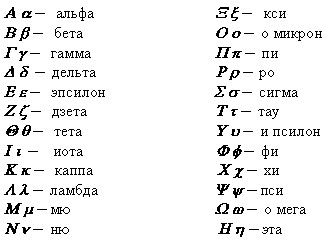 Α α – альфа
Β β – бета
Γ γ – гамма
Δ δ – дельта
Ε ε – эпсилон
Ζ ζ – дзета
Θ θ – тета
Ι ι – иота
Κ κ – каппа
Λ λ – ламбда
Μ μ – мю
Ν ν – ню
Ξ ξ – кси
Ο ο – о микрон
Π π – пи
Ρ ρ – ро
Σ σ – сигма
Τ τ – тау
Υ υ – и псилон
Φ ϕ – фи
Χ χ – хи
Ψ ψ – пси
Ω ω – о мега
Η η – эта